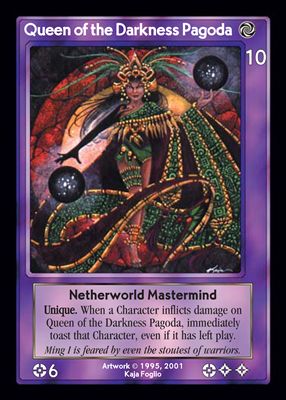 Queen of the Darkness Pagoda
10
Netherworld Mastermind
Unique. When a Character inflicts damage on
Queen of the Darkness Pagoda, immediately
toast that Character, even if it has left play.
Ming I is feared by even the stoutest of warriors.
6
Artwork © 1995, 2001
Kaja Foglio